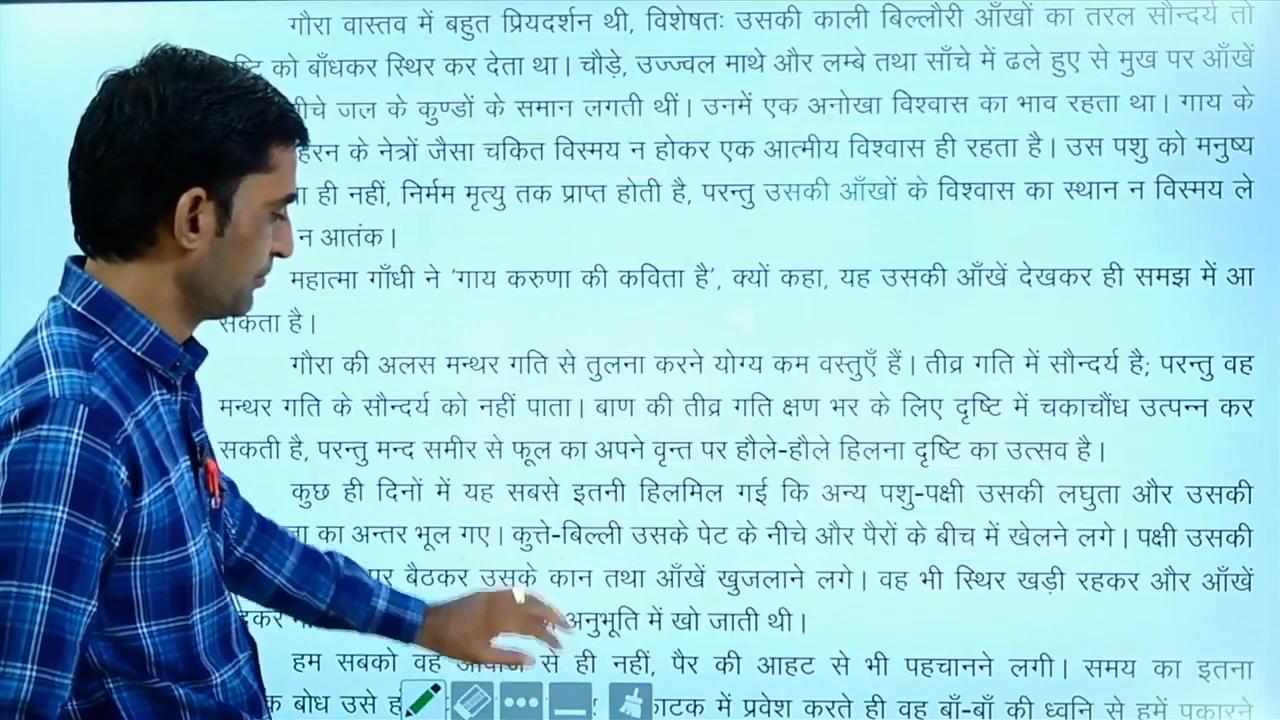 गौरा वास्तव में बहुत प्रियदर्शन थी, विशेषतः उसकी काली बिल्लौरी आँखों का तरल सौन्दर्य तो
को बाँधकर स्थिर कर देता था। चौड़े, उज्ज्वल माथे और लम्बे तथा साँचे में ढले हुए से मुख पर आँखें
जल के कुण्डों के समान लगती थीं। उनमें एक अनोखा विश्वास का भाव रहता था। गाय के
के नेत्रों जैसा चकित विस्मय न होकर एक आत्मीय विश्वास ही रहता है। उस पशु को मनुष्य
ही नहीं, निर्मम मृत्यु तक प्राप्त होती है, परन्तु उसकी आँखों के विश्वास का स्थान न विस्मय ले
न आतंक।
महात्मा गाँधी ने ‘गाय करुणा की कविता है’, क्यों कहा, यह उसकी आँखें देखकर ही समझ में आ
सकता है।
गौरा की अलस मन्थर गति से तुलना करने योग्य कम वस्तुएँ हैं। तीव्र गति में सौन्दर्य है; परन्तु वह
मन्थर गति के सौन्दर्य को नहीं पाता। बाण की तीव्र गति क्षण भर के लिए दृष्टि में चकाचौंध उत्पन्न कर
सकती है, परन्तु मन्द समीर से फूल का अपने वृन्त पर हौले-हौले हिलना दृष्टि का उत्सव है।
कुछ ही दिनों में यह सबसे इतनी हिलमिल गई कि अन्य पशु-पक्षी उसकी लघुता और उसकी
का अन्तर भूल गए। कुत्ते-बिल्ली उसके पेट के नीचे और पैरों के बीच में खेलने लगे। पक्षी उसकी
पर बैठकर उसके कान तथा आँखें खुजलाने लगे। वह भी स्थिर खड़ी रहकर और आँखें
अनुभूति में खो जाती थी।
हम सबको वह आवाज से ही नहीं, पैर की आहट से भी पहचानने लगी। समय का इतना
बोध उसे में प्रवेश करते ही वह बाँ-बाँ की ध्वनि से हमें पुकारने